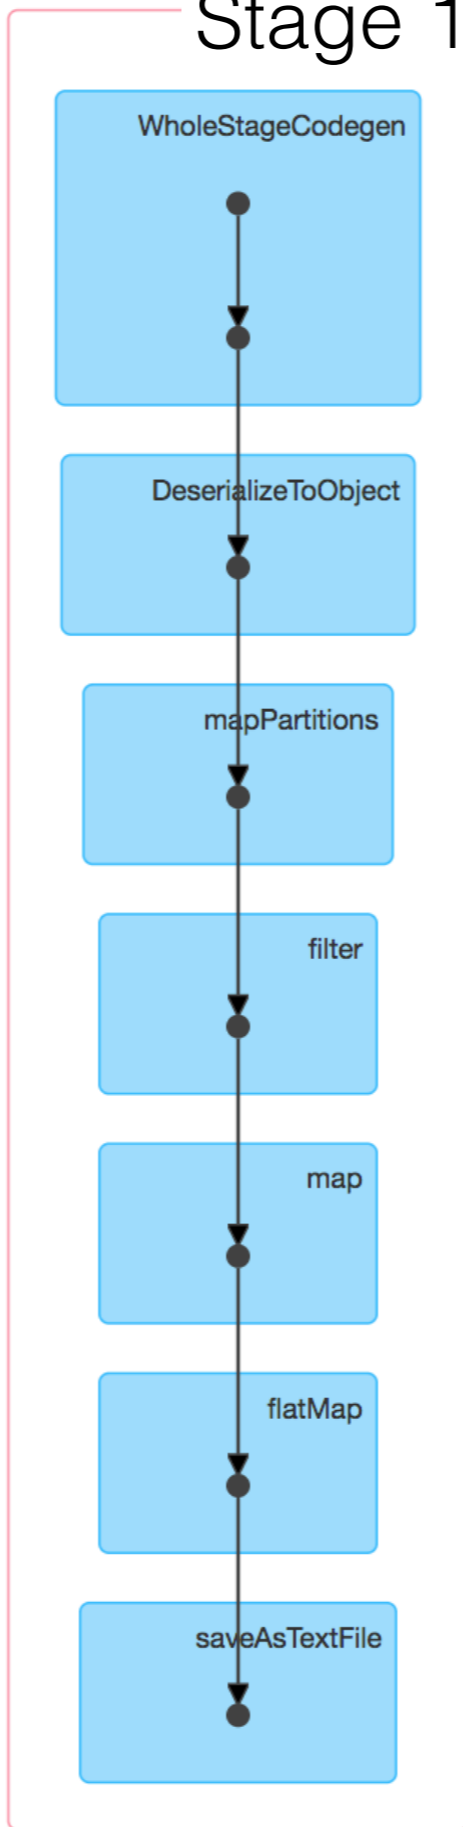 Stage 1
WholeStageCodegen
DeserializeToObject
mapPartitions
filter
map
flatMap
saveAsTextFile